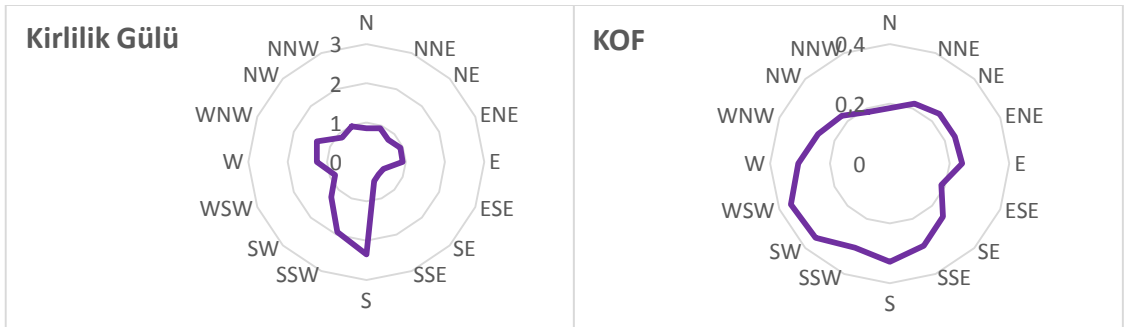 Kirlilik Gülü
N
NNE
NE
ENE
E
ESE
SE
SSE
S
SSW
SW
WSW
W
WNW
NW
NNW
3
2
1
0
KOF
N
NNE
NE
ENE
E
ESE
SE
SSE
S
SSW
SW
WSW
W
WNW
NW
NNW
0,4
0,2
0